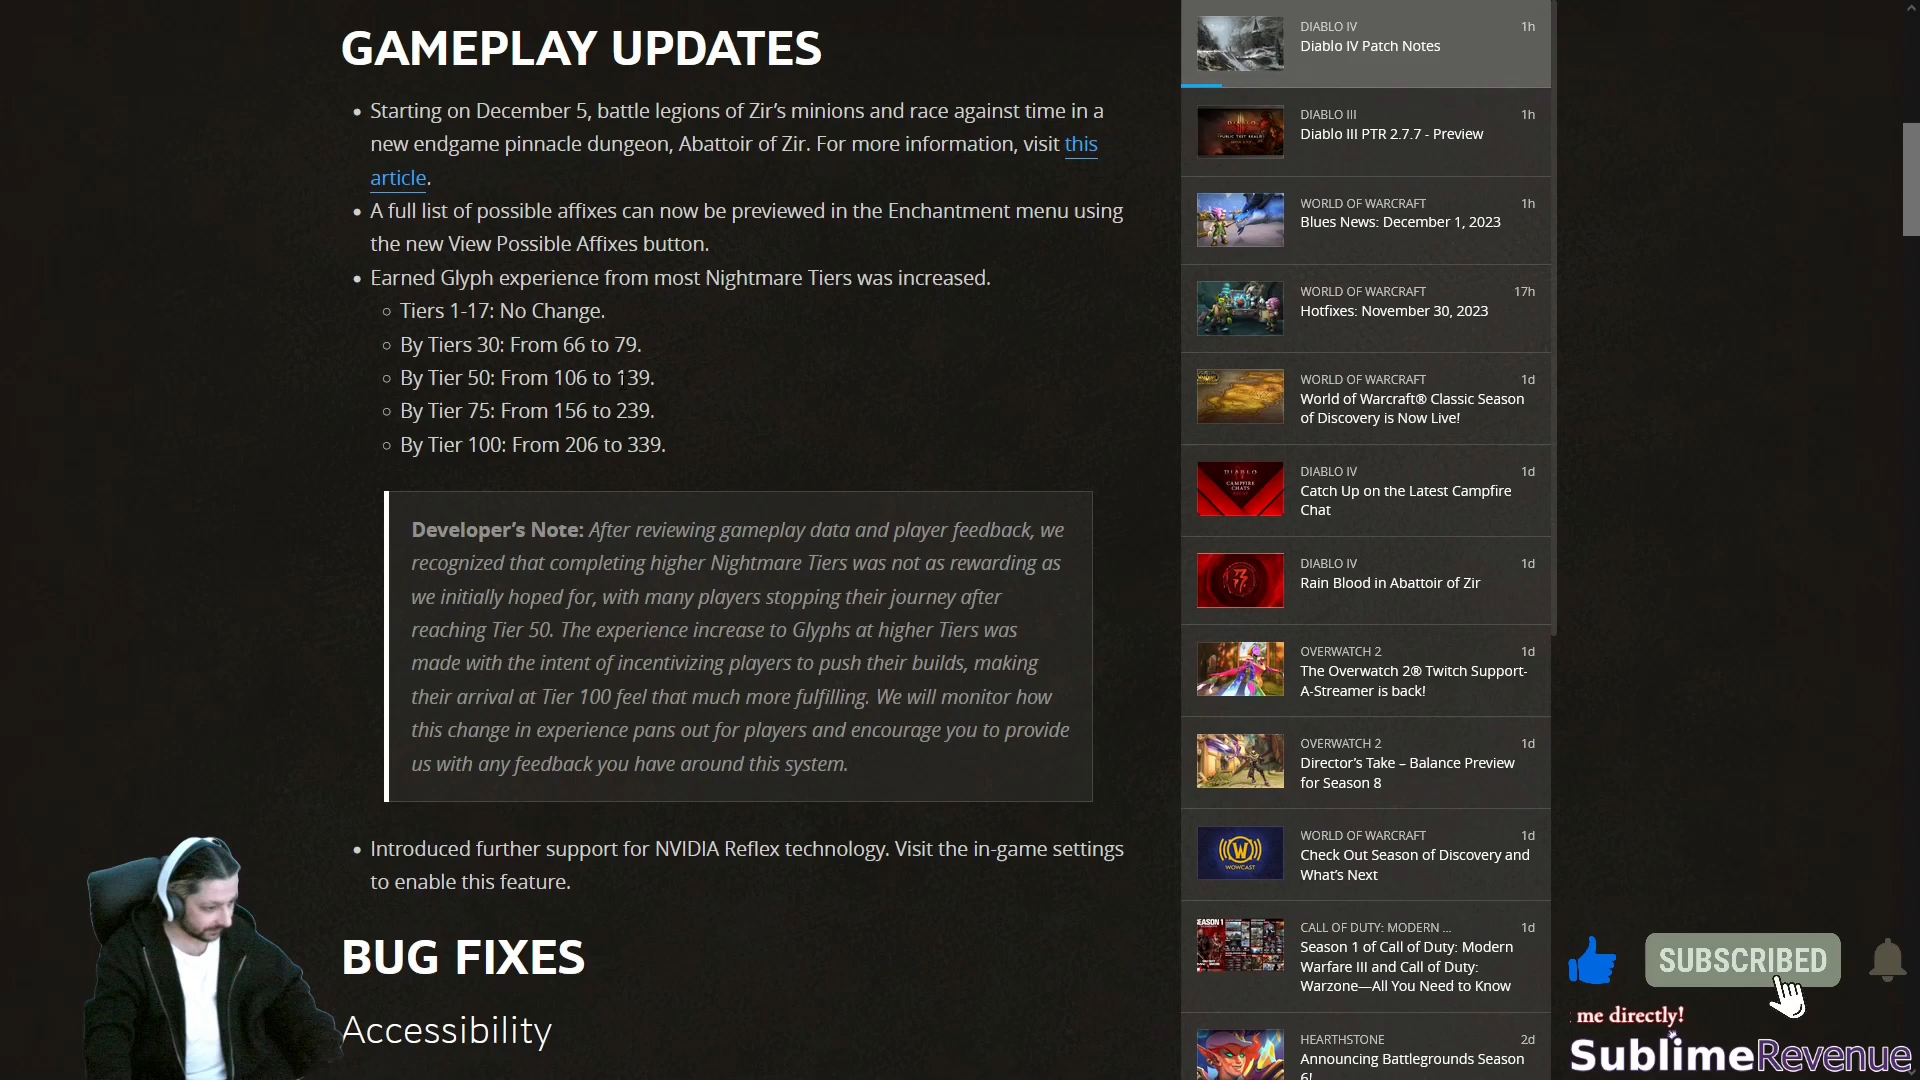 GAMEPLAY UPDATES
Starting on December 5, battle legions of Zir's minions and race against time in a
new endgame pinnacle dungeon, Abattoir of Zir. For more information, visit this
article.
A full list of possible affixes can now be previewed in the Enchantment menu using
the new View Possible Affixes button.
Earned Glyph experience from most Nightmare Tiers was increased.
Tiers 1-17: No Change.
By Tiers 30: From 66 to 79.
By Tier 50: From 106 to 139.
By Tier 75: From 156 to 239.
By Tier 100: From 206 to 339.
Developer's Note: After reviewing gameplay data and player feedback, we
recognized that completing higher Nightmare Tiers was not as rewarding as
we initially hoped for, with many players stopping their journey after
reaching Tier 50. The experience increase to Glyphs at higher Tiers was
made with the intent of incentivizing players to push their builds, making
their arrival at Tier 100 feel that much more fulfilling. We will monitor how
this change in experience pans out for players and encourage you to provide
us with any feedback you have around this system.
Introduced further support for NVIDIA Reflex technology. Visit the in-game settings
to enable this feature.
BUG FIXES
Accessibility
DIABLO IV 1h
Diablo IV Patch Notes
DIABLO III 1h
Diablo III PTR 2.7.7 - Preview
WORLD OF WARCRAFT 1h
Blues News: December 1, 2023
WORLD OF WARCRAFT 17h
Hotfixes: November 30, 2023
WORLD OF WARCRAFT 1d
World of Warcraft® Classic Season
of Discovery is Now Live!
DIABLO IV 1d
Catch Up on the Latest Campfire
Chat
DIABLO IV 1d
Rain Blood in Abattoir of Zir
OVERWATCH 2 1d
The Overwatch 2® Twitch Support-
A-Streamer is back!
OVERWATCH 2 1d
Director's Take – Balance Preview
for Season 8
WORLD OF WARCRAFT 1d
Check Out Season of Discovery and
What's Next
CALL OF DUTY: MODERN ... 1d
Season 1 of Call of Duty: Modern
Warfare III and Call of Duty:
Warzone—All You Need to Know
HEARTHSTONE 2d
Announcing Battlegrounds Season
6!
DIABLO
CAMPFIRE
CHATS
W
WOWCAST
SUBSCRIBED
me directly!
SublimeRevenue